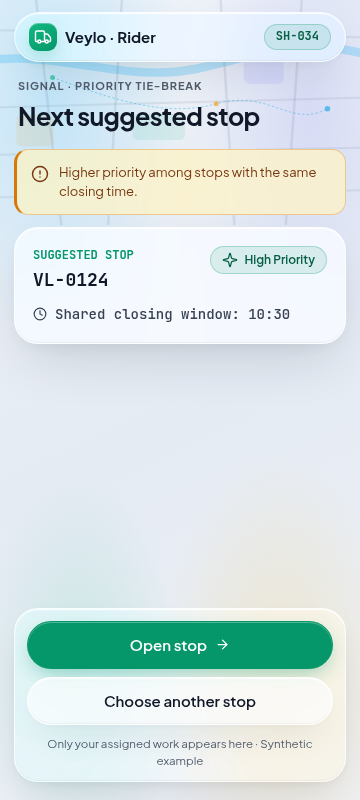 Veylo · Rider
SH-034
SIGNAL · PRIORITY TIE-BREAK
Next suggested stop
Higher priority among stops with the same
closing time.
SUGGESTED STOP
High Priority
VL-0124
Shared closing window: 10:30
Open stop →
Choose another stop
Only your assigned work appears here · Synthetic
example